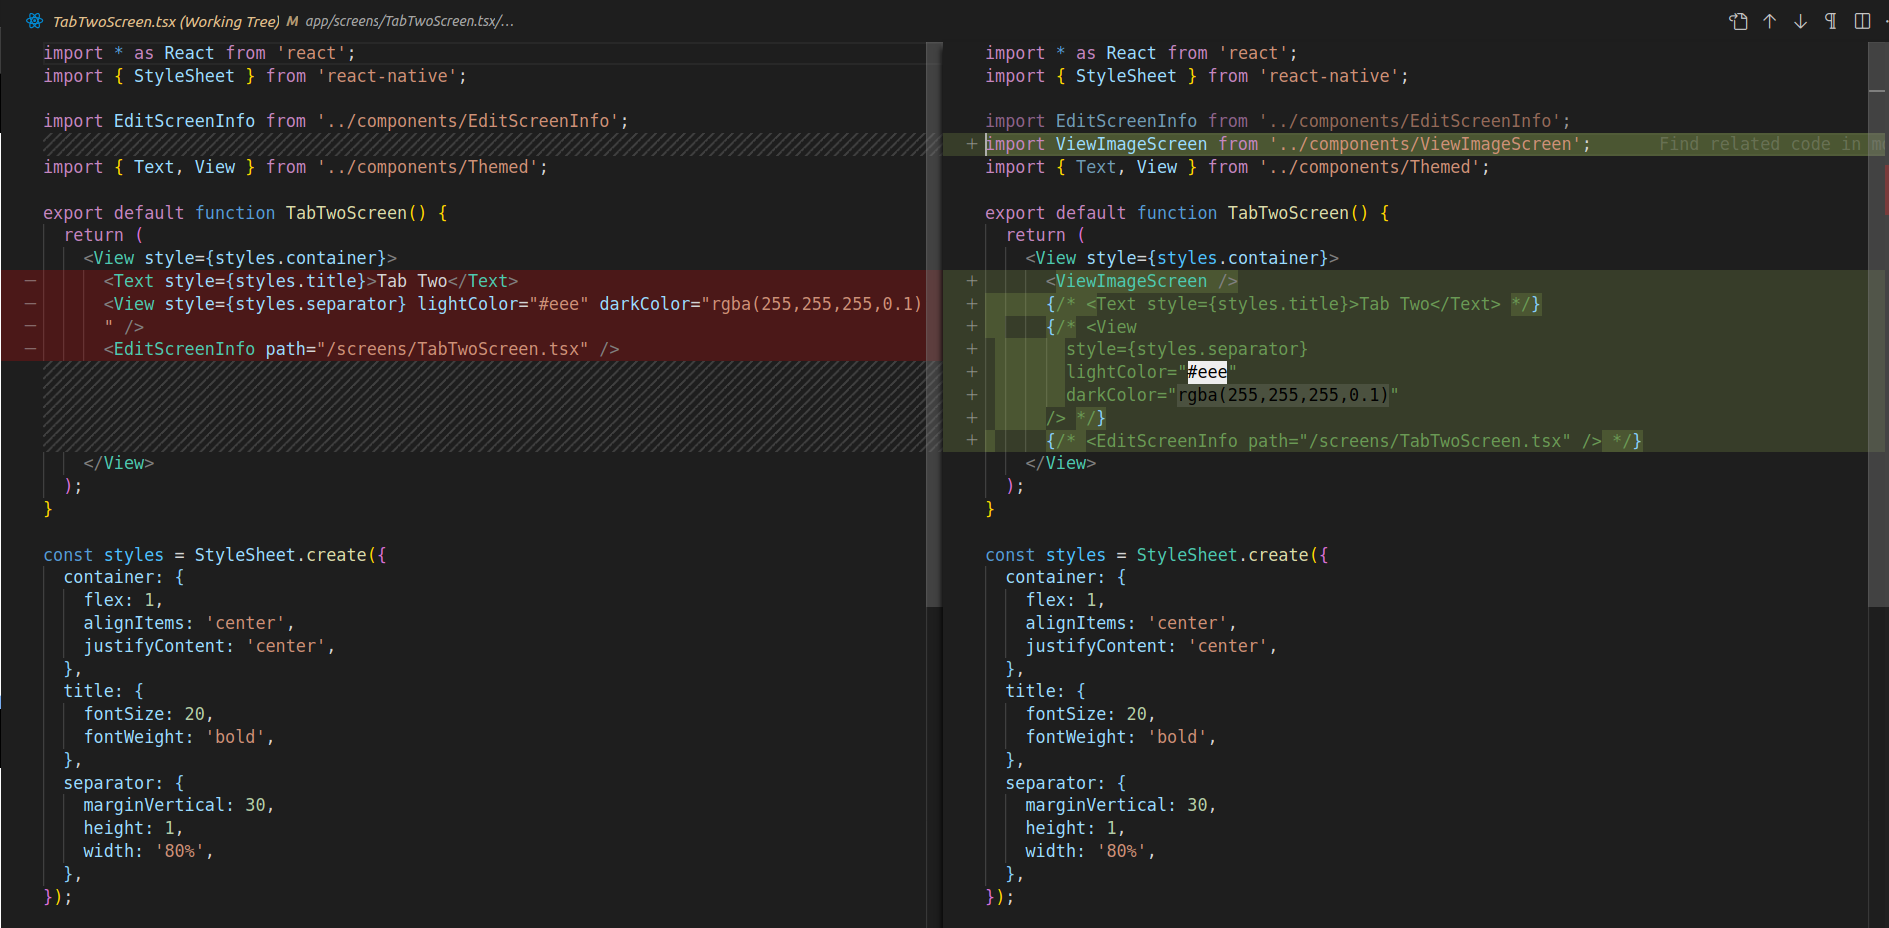 TabTwoScreen.tsx (Working Tree) M app/screens/TabTwoScreen.tsx/...
import * as React from 'react';
import { StyleSheet } from 'react-native';
import EditScreenInfo from '../components/EditScreenInfo';
import { Text, View } from '../components/Themed';
export default function TabTwoScreen() {
return (
<View style={styles.container}>
<Text style={styles.title}>Tab Two</Text>
<View style={styles.separator} lightColor="#eee" darkColor="rgba(255,255,255,0.1)
" />
<EditScreenInfo path="/screens/TabTwoScreen.tsx" />
</View>
);
}
const styles = StyleSheet.create({
container: {
flex: 1,
alignItems: 'center',
justifyContent: 'center',
},
title: {
fontSize: 20,
fontWeight: 'bold',
},
separator: {
marginVertical: 30,
height: 1,
width: '80%',
},
});
import * as React from 'react';
import { StyleSheet } from 'react-native';
import EditScreenInfo from '../components/EditScreenInfo';
+ import ViewImageScreen from '../components/ViewImageScreen'; Find related code in
import { Text, View } from '../components/Themed';
export default function TabTwoScreen() {
return (
<View style={styles.container}>
+ <ViewImageScreen />
+ {/* <Text style={styles.title}>Tab Two</Text> */}
+ {/* <View
+ style={styles.separator}
+ lightColor="#eee"
+ darkColor="rgba(255,255,255,0.1)"
+ /> */}
+ {/* <EditScreenInfo path="/screens/TabTwoScreen.tsx" /> */}
</View>
);
}
const styles = StyleSheet.create({
container: {
flex: 1,
alignItems: 'center',
justifyContent: 'center',
},
title: {
fontSize: 20,
fontWeight: 'bold',
},
separator: {
marginVertical: 30,
height: 1,
width: '80%',
},
});